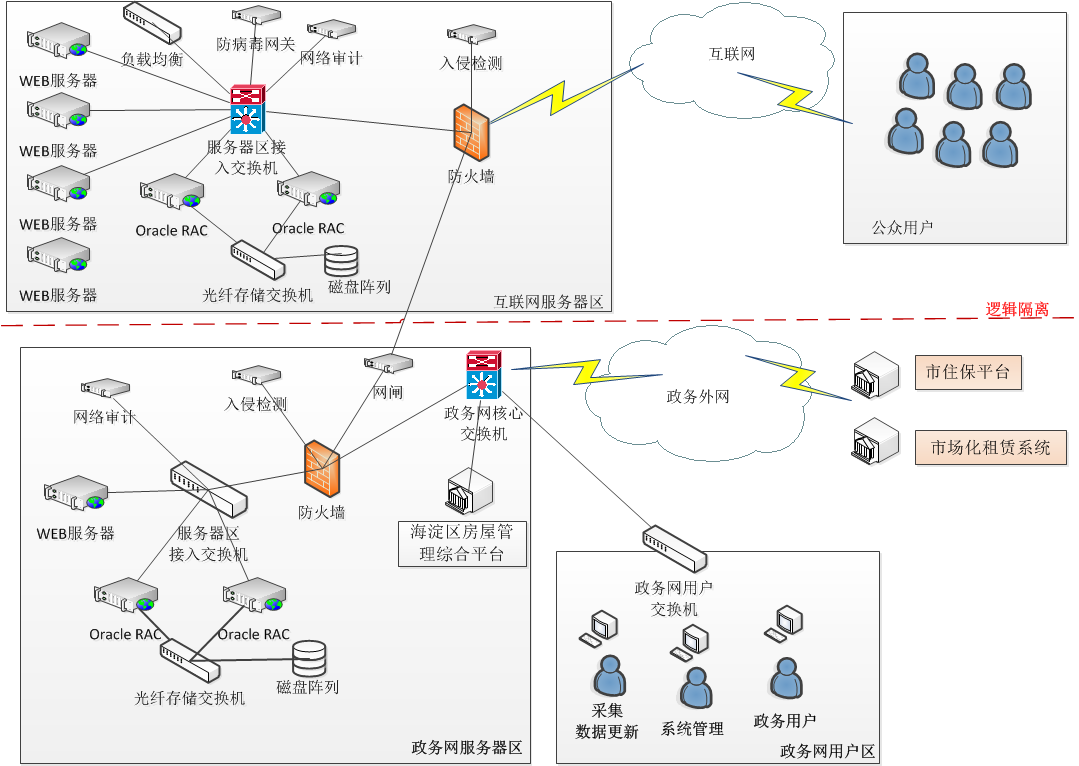 负载均衡
防病毒网关
网络审计
入侵检测
互联网
WEB服务器
WEB服务器
服务器区接
入交换机
防火墙
WEB服务器
Oracle RAC
Oracle RAC
公众用户
WEB服务器
光纤存储交换机
磁盘阵列
互联网服务器区
逻辑隔离
网络审计
入侵检测
网闸
政务网核心
交换机
政务外网
市住保平台
市场化租赁系统
WEB服务器
服务器区
接入交换机
防火墙
海淀区房屋管
理综合平台
政务网用户
交换机
Oracle RAC
Oracle RAC
光纤存储交换机
磁盘阵列
采集
数据更新
系统管理
政务用户
政务网服务器区
政务网用户区